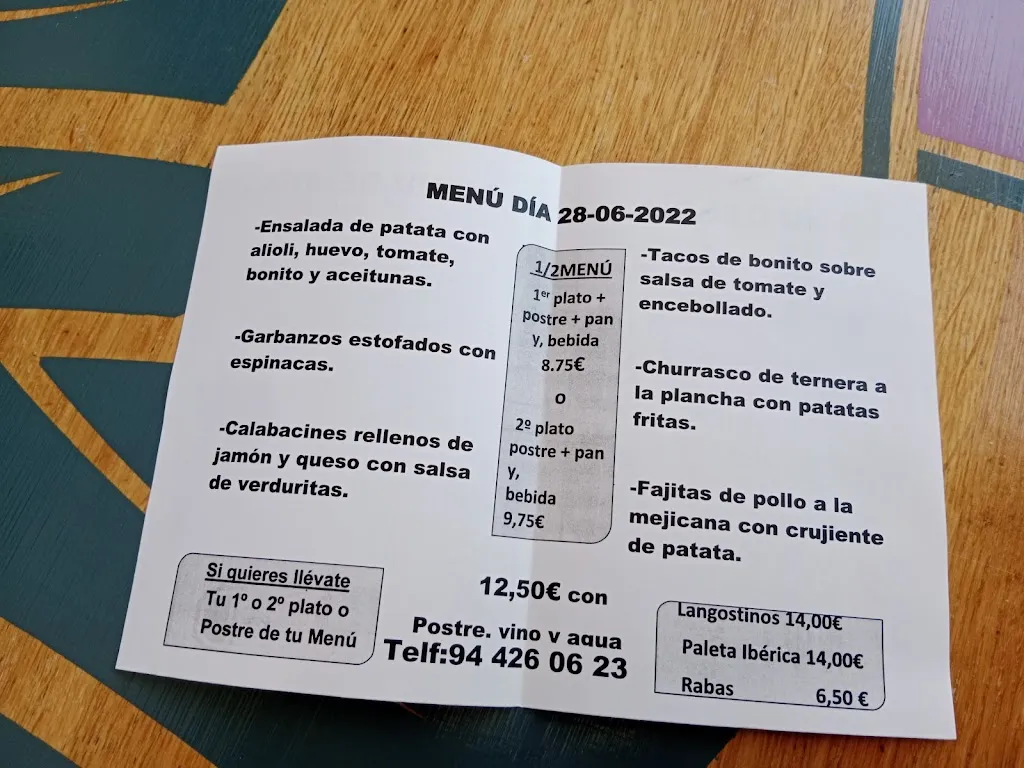 MENÚ DÍA 28-06-2022
-Ensalada de patata con
alioli, huevo, tomate,
bonito y aceitunas.
-Garbanzos estofados con
espinacas.
-Calabacines rellenos de
jamón y queso con salsa
de verduritas.
1/2MENÚ
1er plato +
postre + pan
y, bebida
8.75€
O
2º plato
postre + pan
y,
bebida
9,75€
-Tacos de bonito sobre
salsa de tomate y
encebollado.
-Churrasco de ternera a
la plancha con patatas
fritas.
-Fajitas de pollo a la
mejicana con crujiente
de patata.
Si quieres llévate
Tu 1º o 2º plato o
Postre de tu Menú
12,50€ con
Postre, vino y agua
Telf:94 426 06 23
Langostinos 14,00€
Paleta Ibérica 14,00€
Rabas 6,50 €